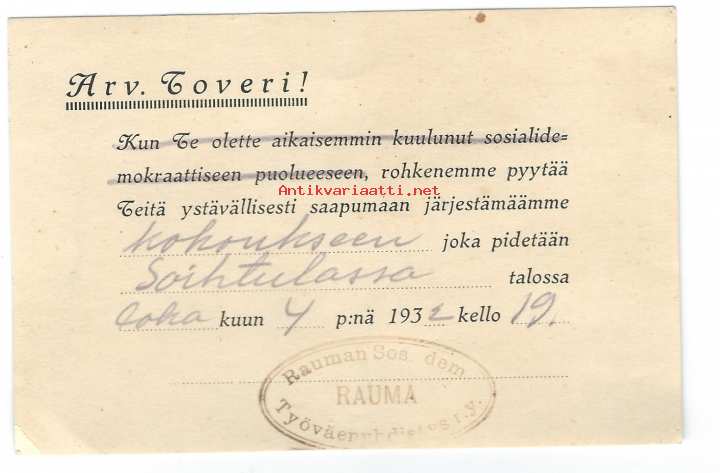 Arv. Toveri!
Kun Te olette aikaisemmin kuulunut sosialide=
mokraattiseen puolueeseen, rohkenemme pyytää
Antikvariaatti.net
Teitä ystävällisesti saapumaan järjestämäämme
kokoukseen joka pidetään
Soihtulassa talossa
loka kuun 4 p:nä 1932 kello 19.
Rauman Sos. dem.
RAUMA
Työväenyhdistys r.y.